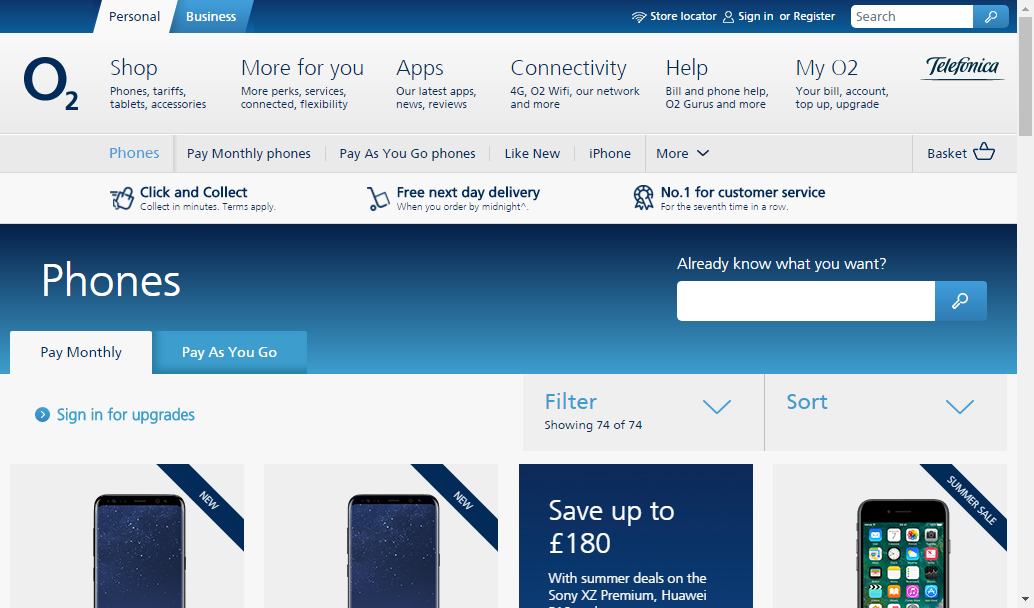 Personal
Business
Store locator
Sign in or Register
Search
O2
Shop
Phones, tariffs,
tablets, accessories
More for you
More perks, services,
connected, flexibility
Apps
Our latest apps,
news, reviews
Connectivity
4G, O2 Wifi, our network
and more
Help
Bill and phone help,
O2 Gurus and more
My O2
Your bill, account,
top up, upgrade
Telefónica
Phones
Pay Monthly phones
Pay As You Go phones
Like New
iPhone
More
Basket
Click and Collect
Collect in minutes. Terms apply.
Free next day delivery
When you order by midnight^.
No.1 for customer service
For the seventh time in a row.
Phones
Already know what you want?
Pay Monthly
Pay As You Go
Sign in for upgrades
Filter
Showing 74 of 74
Sort
NEW
NEW
Save up to
£180
With summer deals on the
Sony XZ Premium, Huawei
SUMMER SALE